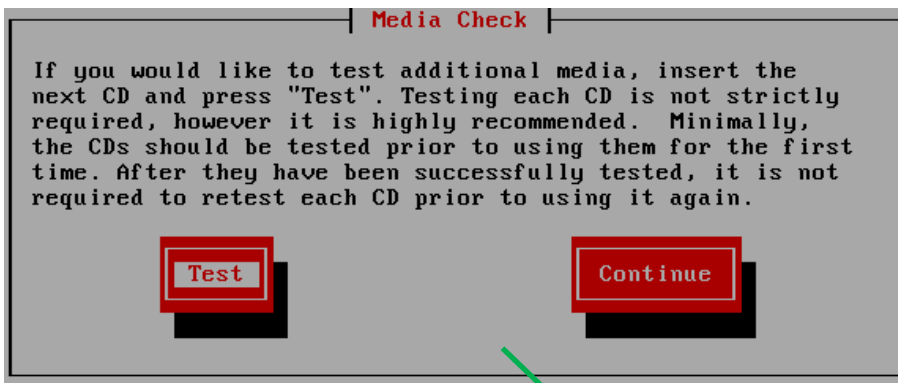 Media Check
If you would like to test additional media, insert the
next CD and press "Test". Testing each CD is not strictly
required, however it is highly recommended.  Minimally,
the CDs should be tested prior to using them for the first
time. After they have been successfully tested, it is not
required to retest each CD prior to using it again.
Test Continue